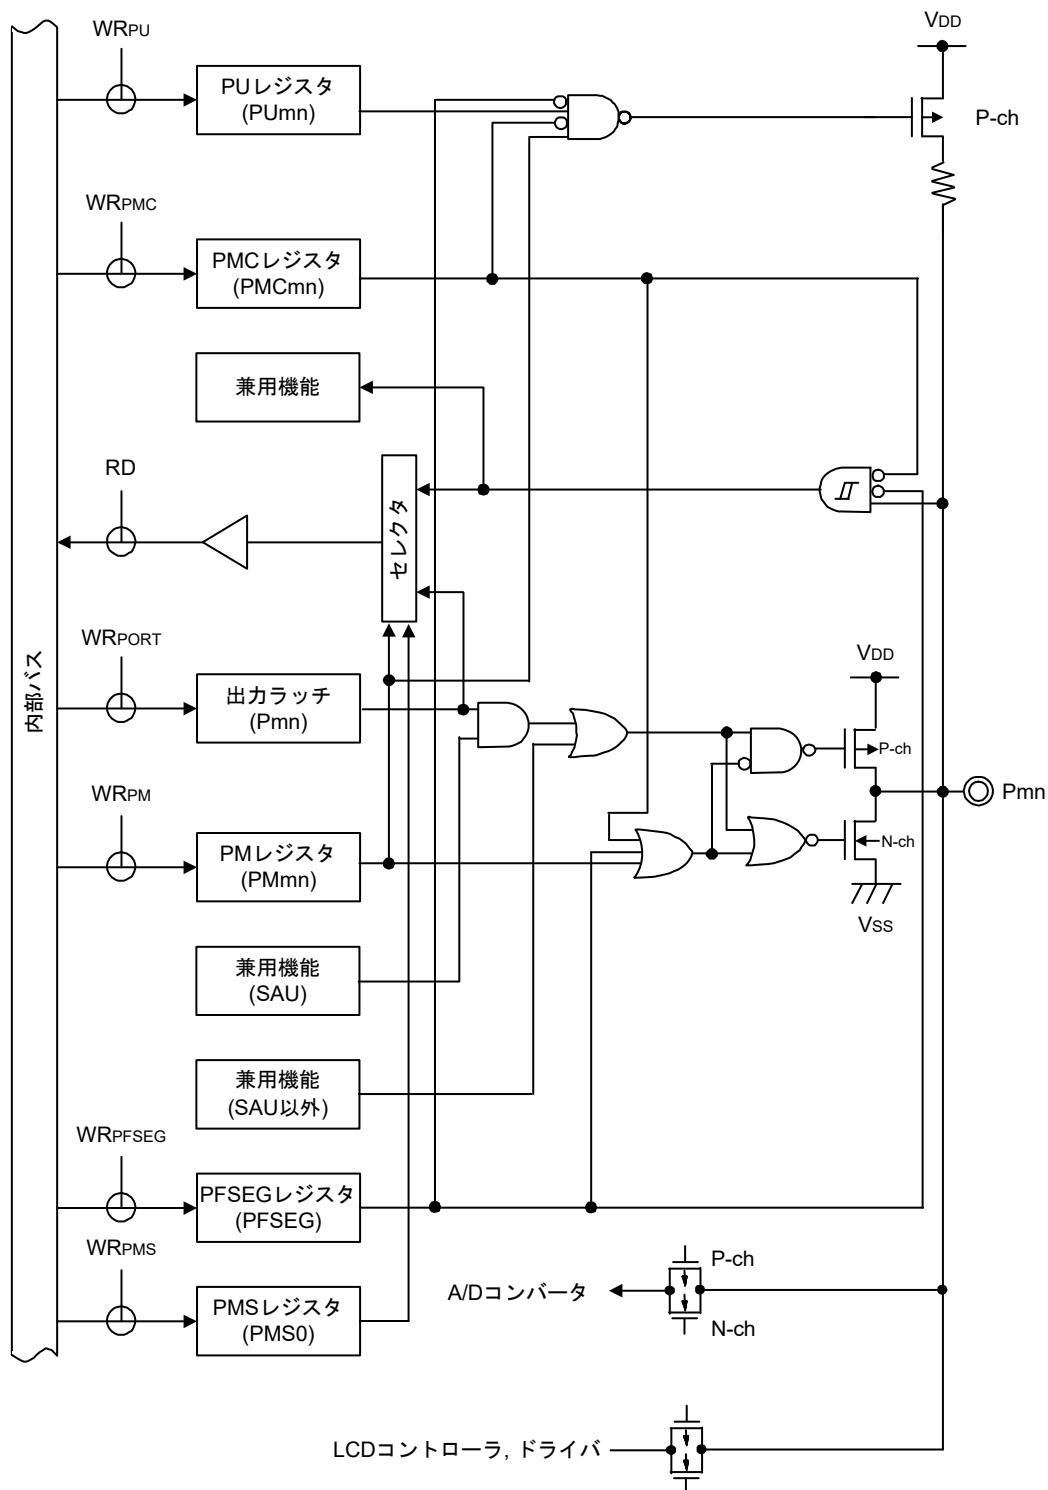 WRPU
PUレジスタ
(PUmn)
VDD
P-ch
WRPMC
PMCレジスタ
(PMCmn)
兼用機能
RD
セレクタ
内部バス
WRPORT
出力ラッチ
(Pmn)
VDD
P-ch
Pmn
WRPM
PMレジスタ
(PMmn)
N-ch
VSS
兼用機能
(SAU)
兼用機能
(SAU以外)
WRPFSEG
PFSEGレジスタ
(PFSEG)
WRPMS
PMSレジスタ
(PMS0)
P-ch
A/Dコンバータ
N-ch
LCDコントローラ, ドライバ